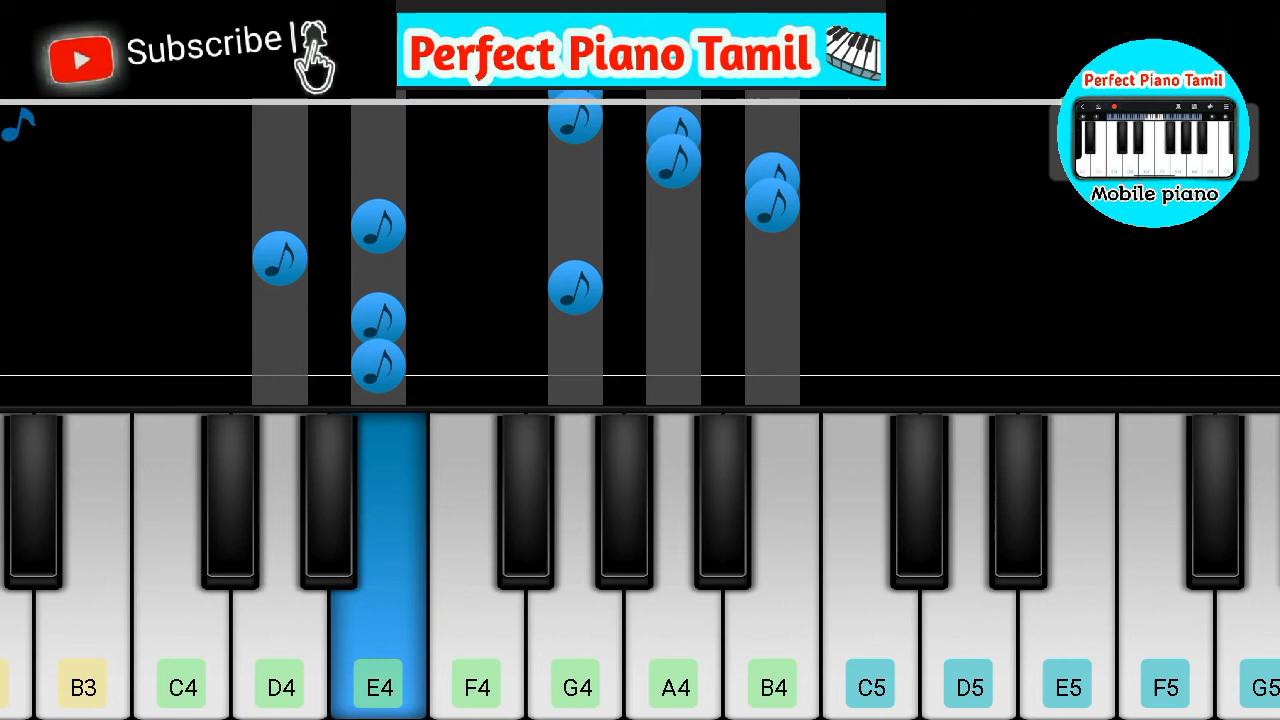 Subscribe
Perfect Piano Tamil
Perfect Piano Tamil
Mobile piano
B3 C4 D4 E4 F4 G4 A4 B4 C5 D5 E5 F5 G5